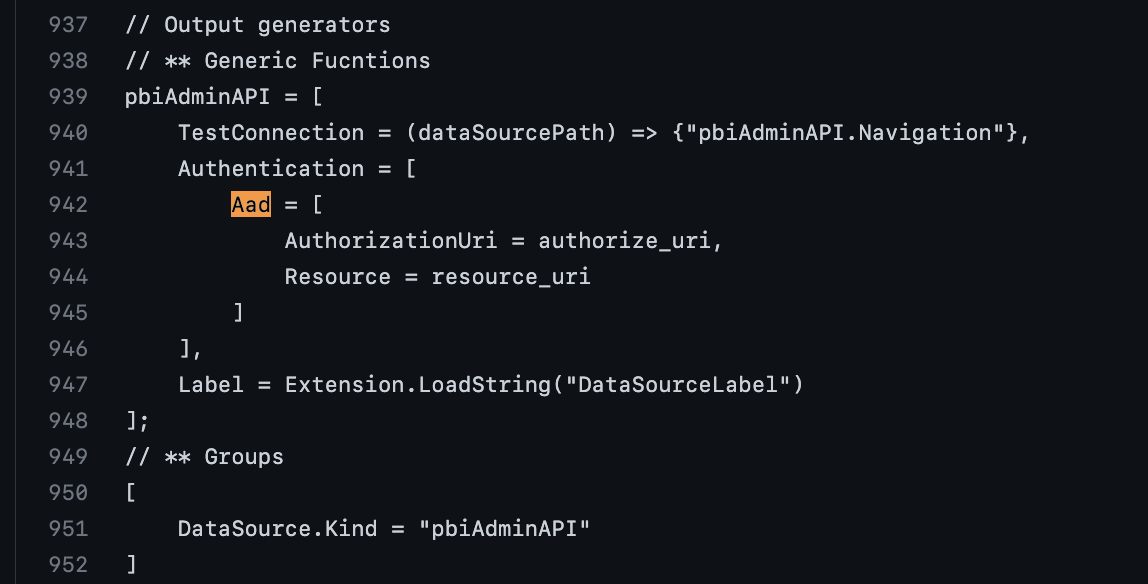 937 // Output generators
938 // ** Generic Fucntions
939 pbiAdminAPI = [
940     TestConnection = (dataSourcePath) => {"pbiAdminAPI.Navigation"},
941     Authentication = [
942         Aad = [
943             AuthorizationUri = authorize_uri,
944             Resource = resource_uri
945         ]
946     ],
947     Label = Extension.LoadString("DataSourceLabel")
948 ];
949 // ** Groups
950 [
951     DataSource.Kind = "pbiAdminAPI"
952 ]